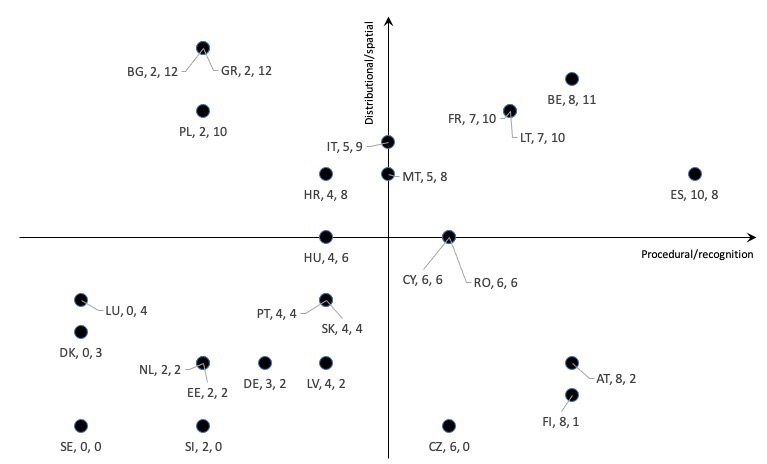 Distributional/spatial
BG, 2, 12
GR, 2, 12
BE, 8, 11
PL, 2, 10
FR, 7, 10
LT, 7, 10
IT, 5, 9
MT, 5, 8
HR, 4, 8
ES, 10, 8
Procedural/recognition
HU, 4, 6
CY, 6, 6
RO, 6, 6
LU, 0, 4
PT, 4, 4
SK, 4, 4
DK, 0, 3
NL, 2, 2
EE, 2, 2
DE, 3, 2
LV, 4, 2
AT, 8, 2
FI, 8, 1
SE, 0, 0
SI, 2, 0
CZ, 6, 0